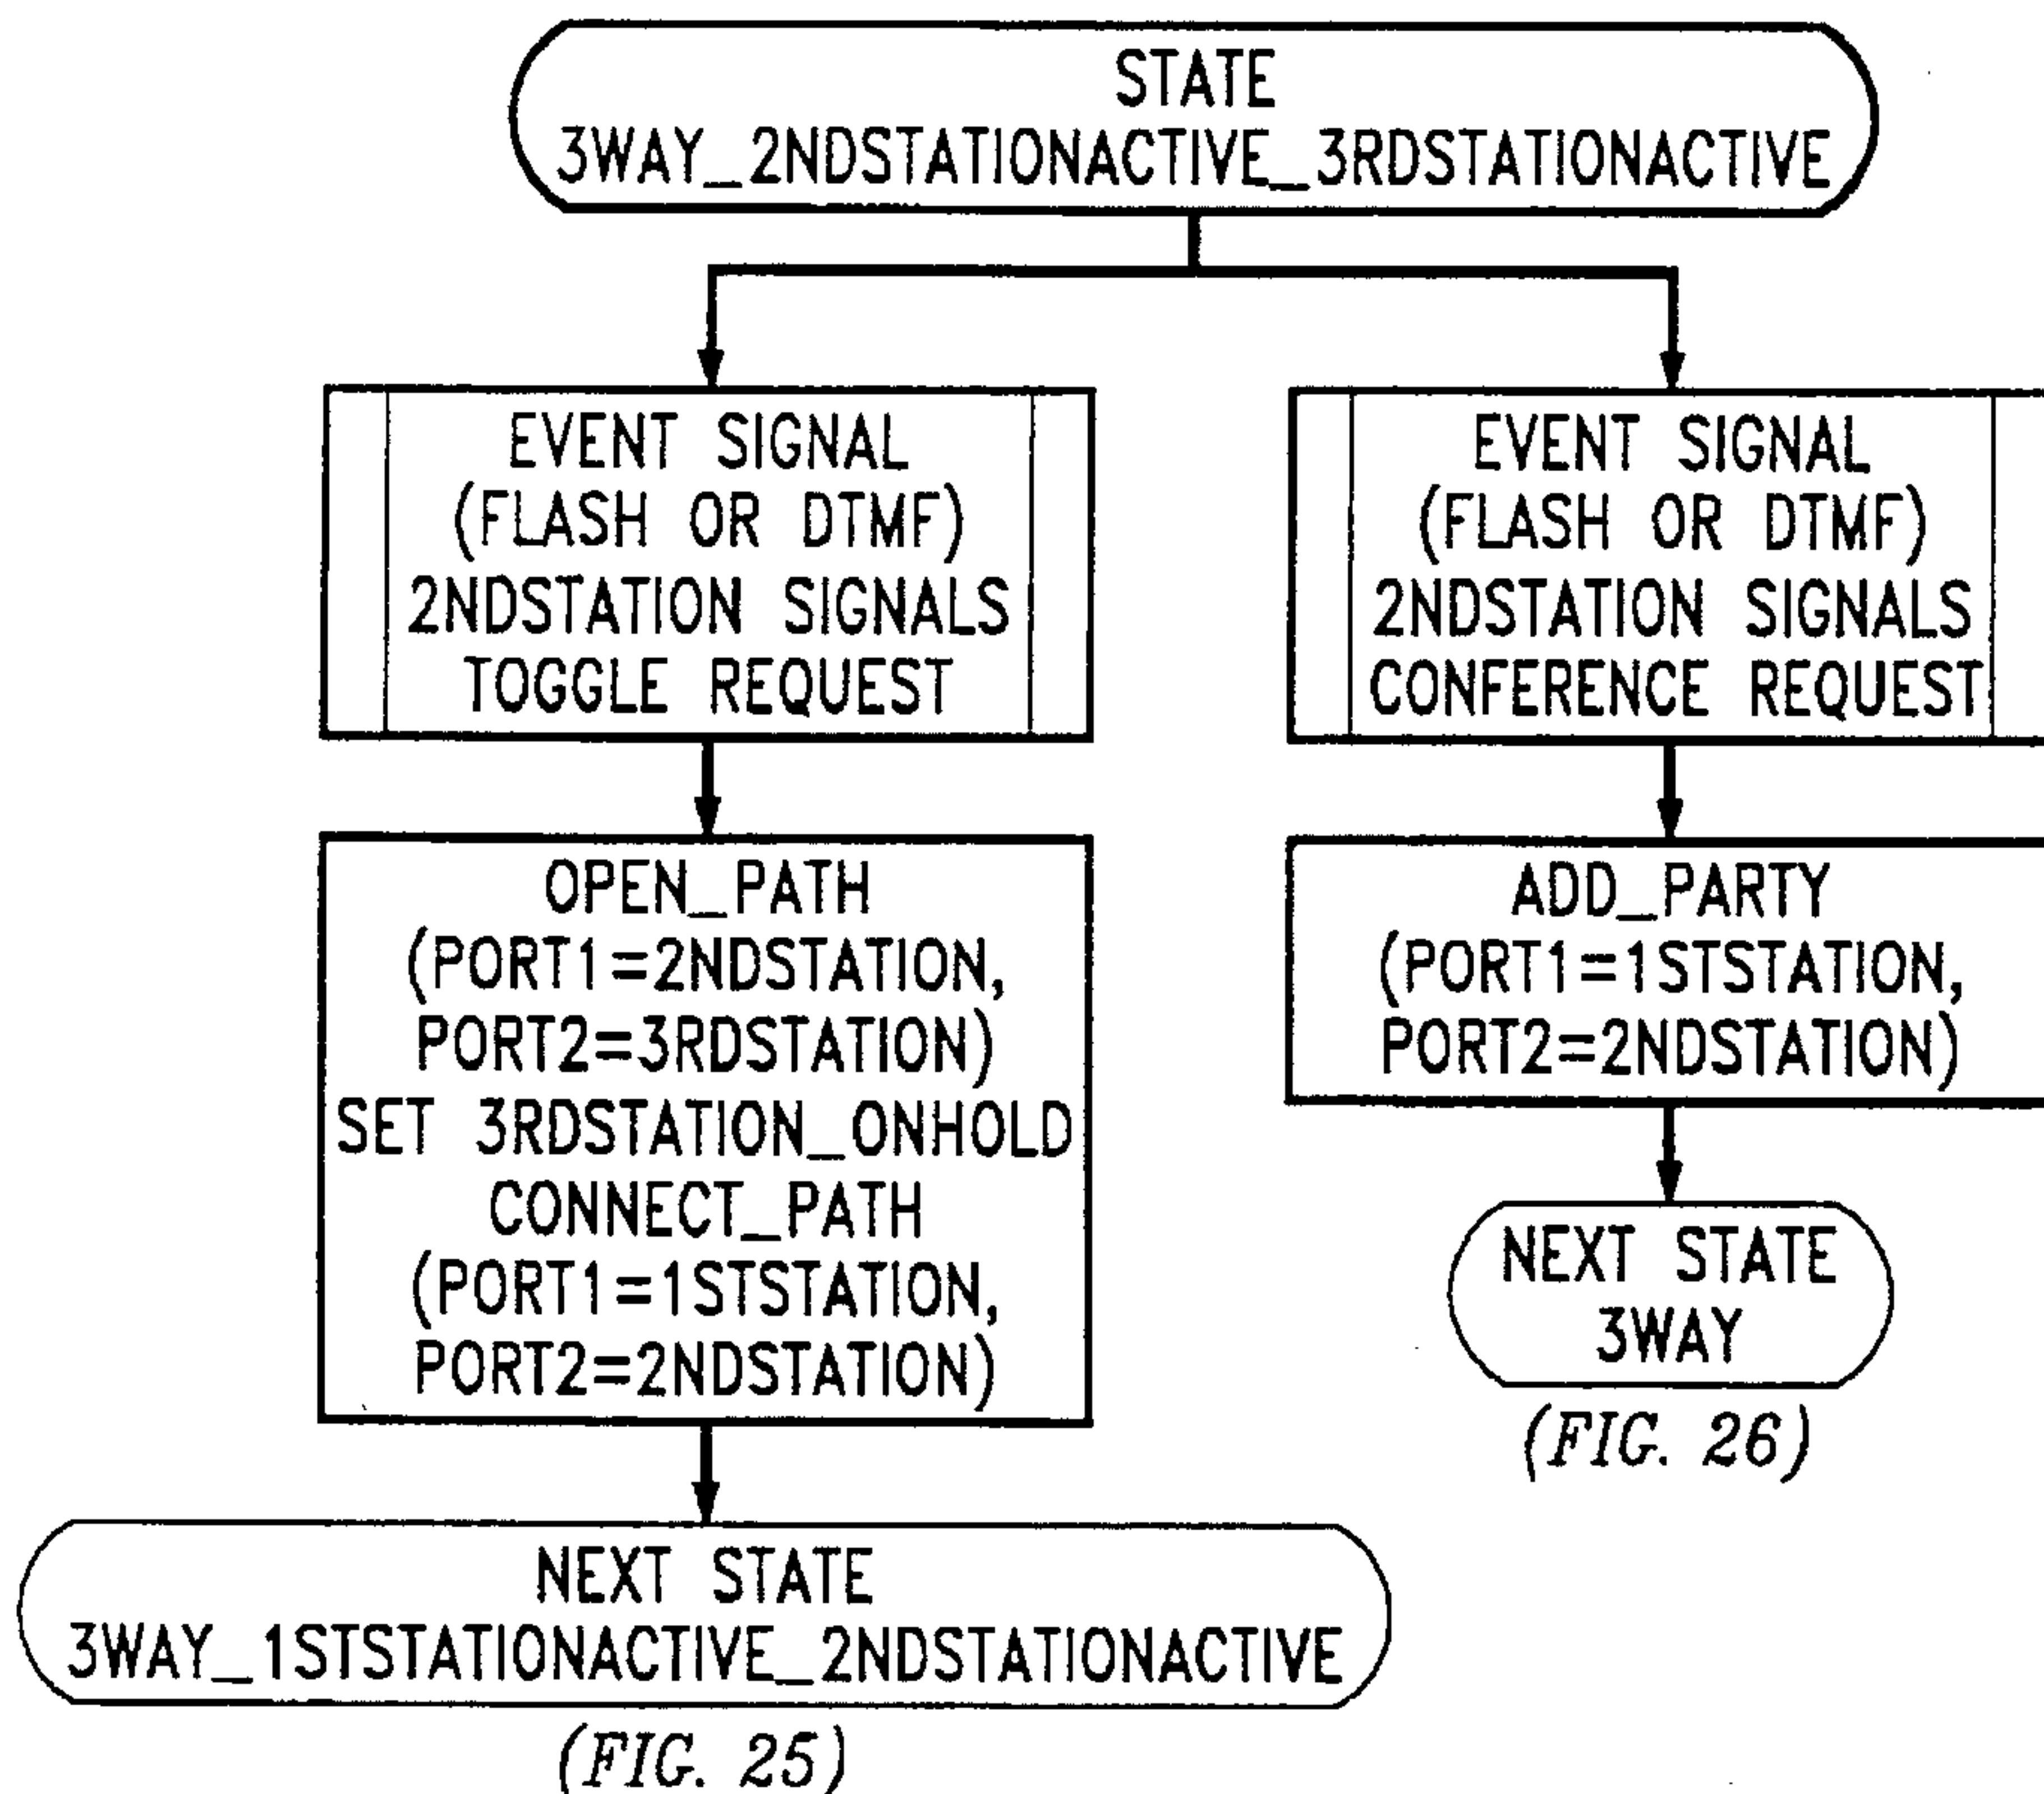 STATE
3WAY_2NDSTATIONACTIVE_3RDSTATIONACTIVE
EVENT SIGNAL
(FLASH OR DTMF)
2NDSTATION SIGNALS
TOGGLE REQUEST
OPEN_PATH
(PORT1=2NDSTATION,
PORT2=3RDSTATION)
SET 3RDSTATION_ONHOLD
CONNECT_PATH
(PORT1=1STSTATION,
PORT2=2NDSTATION)
NEXT STATE
3WAY_1STSTATIONACTIVE_2NDSTATIONACTIVE
(FIG. 25)
EVENT SIGNAL
(FLASH OR DTMF)
2NDSTATION SIGNALS
CONFERENCE REQUEST
ADD_PARTY
(PORT1=1STSTATION,
PORT2=2NDSTATION)
NEXT STATE
3WAY
(FIG. 26)